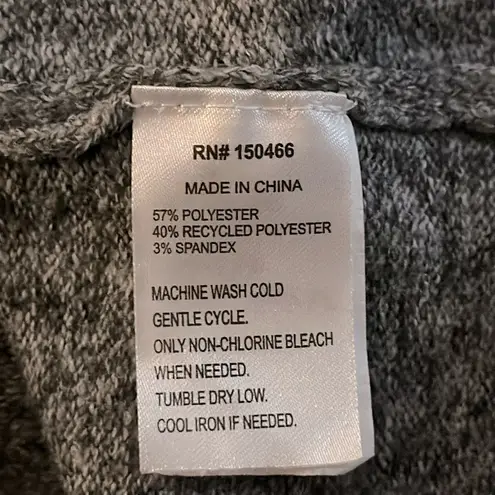 RN# 150466
MADE IN CHINA
57% POLYESTER
40% RECYCLED POLYESTER
3% SPANDEX
MACHINE WASH COLD
GENTLE CYCLE.
ONLY NON-CHLORINE BLEACH
WHEN NEEDED.
TUMBLE DRY LOW.
COOL IRON IF NEEDED.